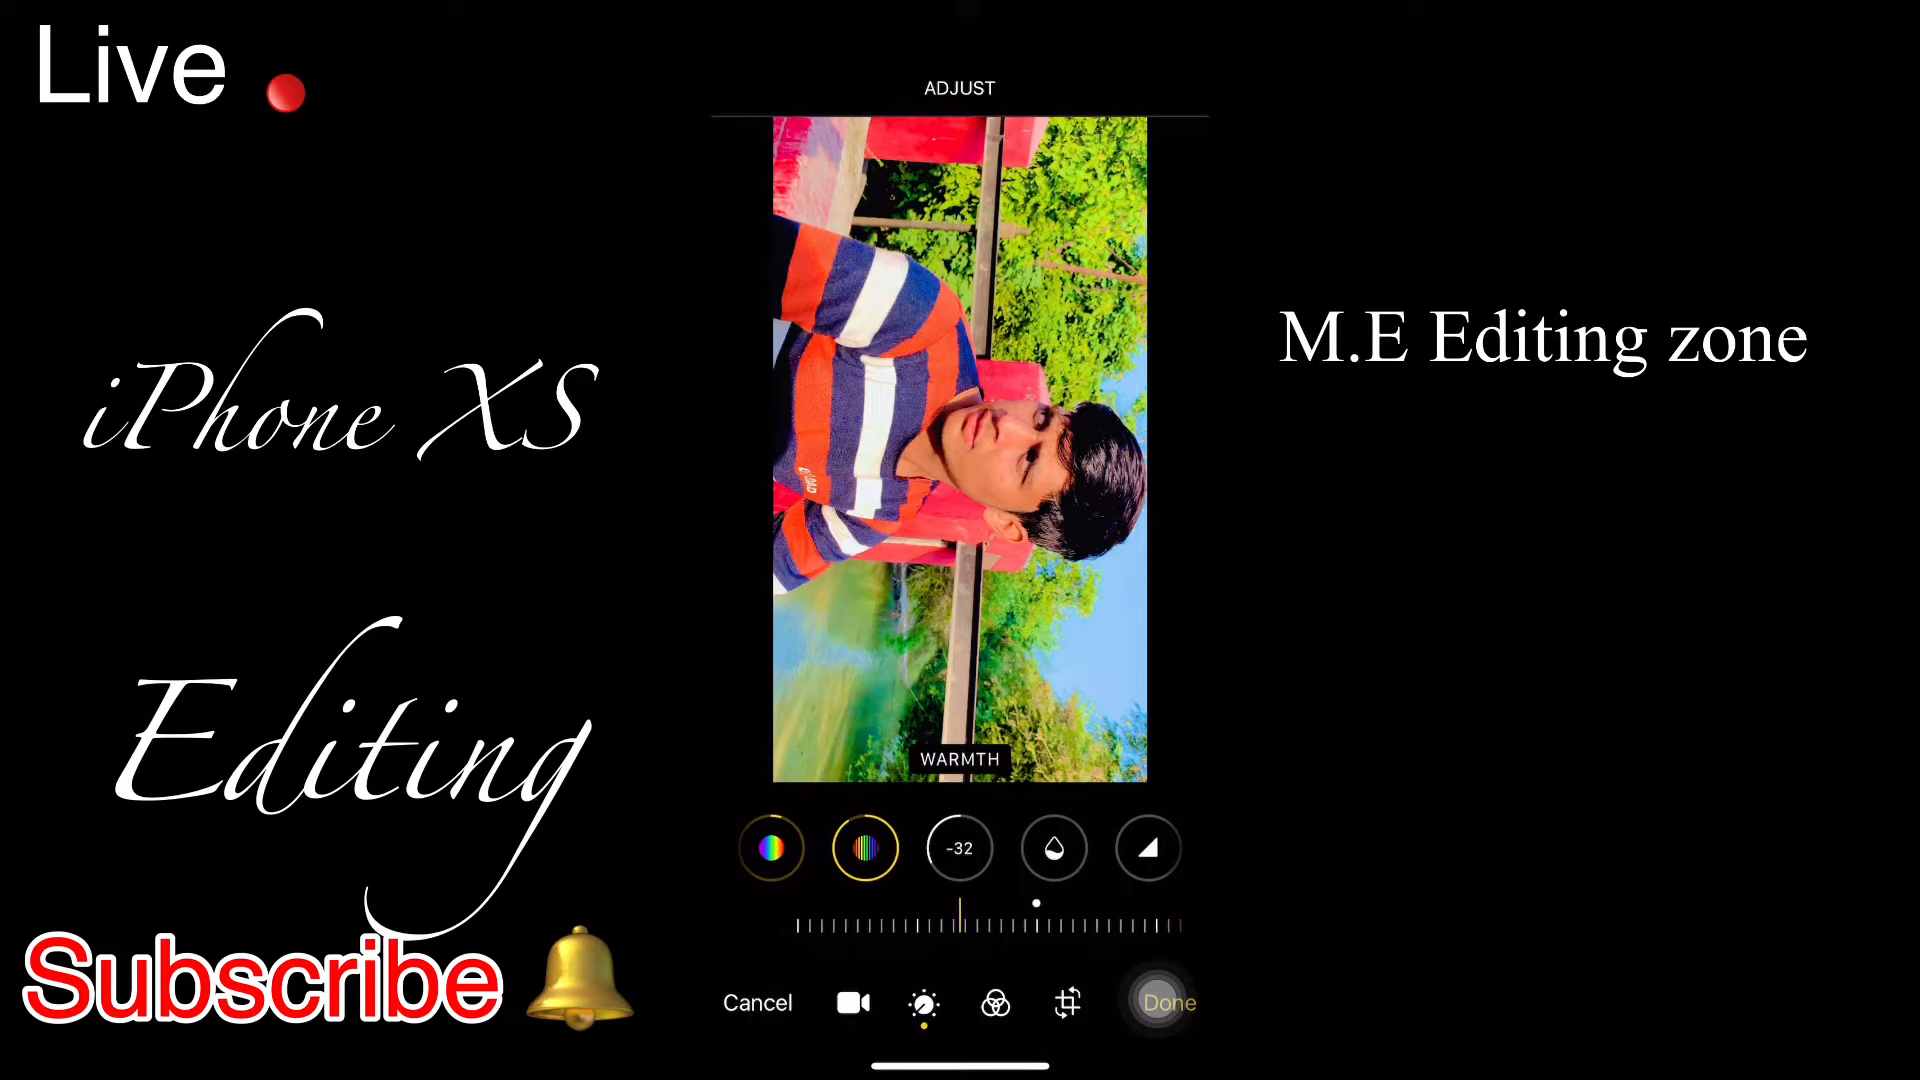 Live
ADJUST
iPhone XS
M.E Editing zone
Editing
WARMTH
-32
Subscribe
Cancel
Done